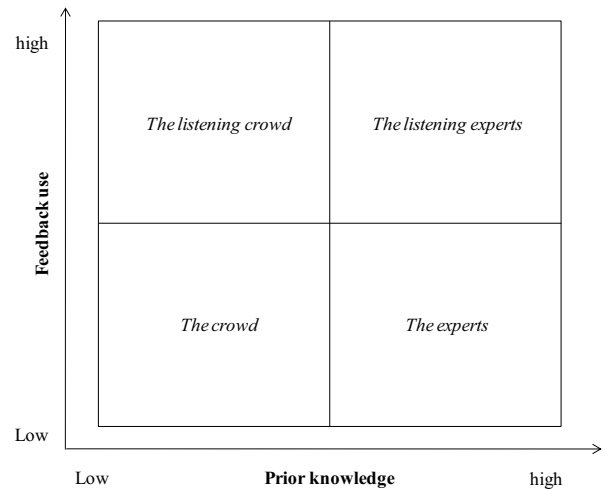 high
The listening crowd
The listening experts
Feedback use
The crowd
The experts
Low
Low
Prior knowledge
high